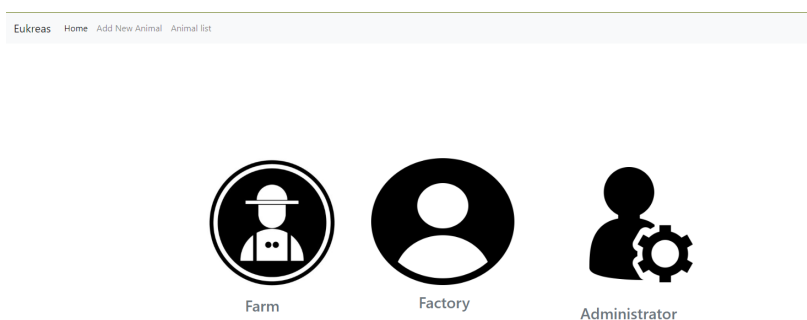 Eukreas Home Add New Animal Animal list
Farm Factory Administrator